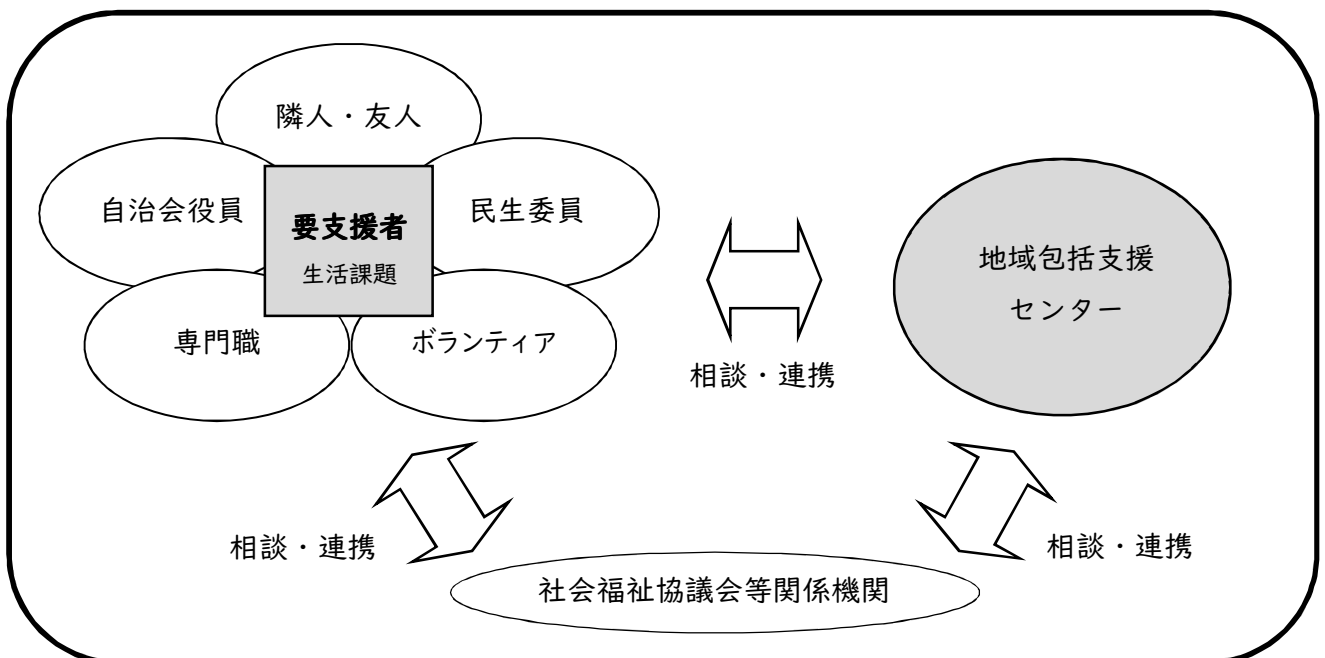 隣人・友人
自治会役員
要支援者
生活課題
民生委員
専門職
ボランティア
相談・連携
地域包括支援
センター
相談・連携
相談・連携
社会福祉協議会等関係機関